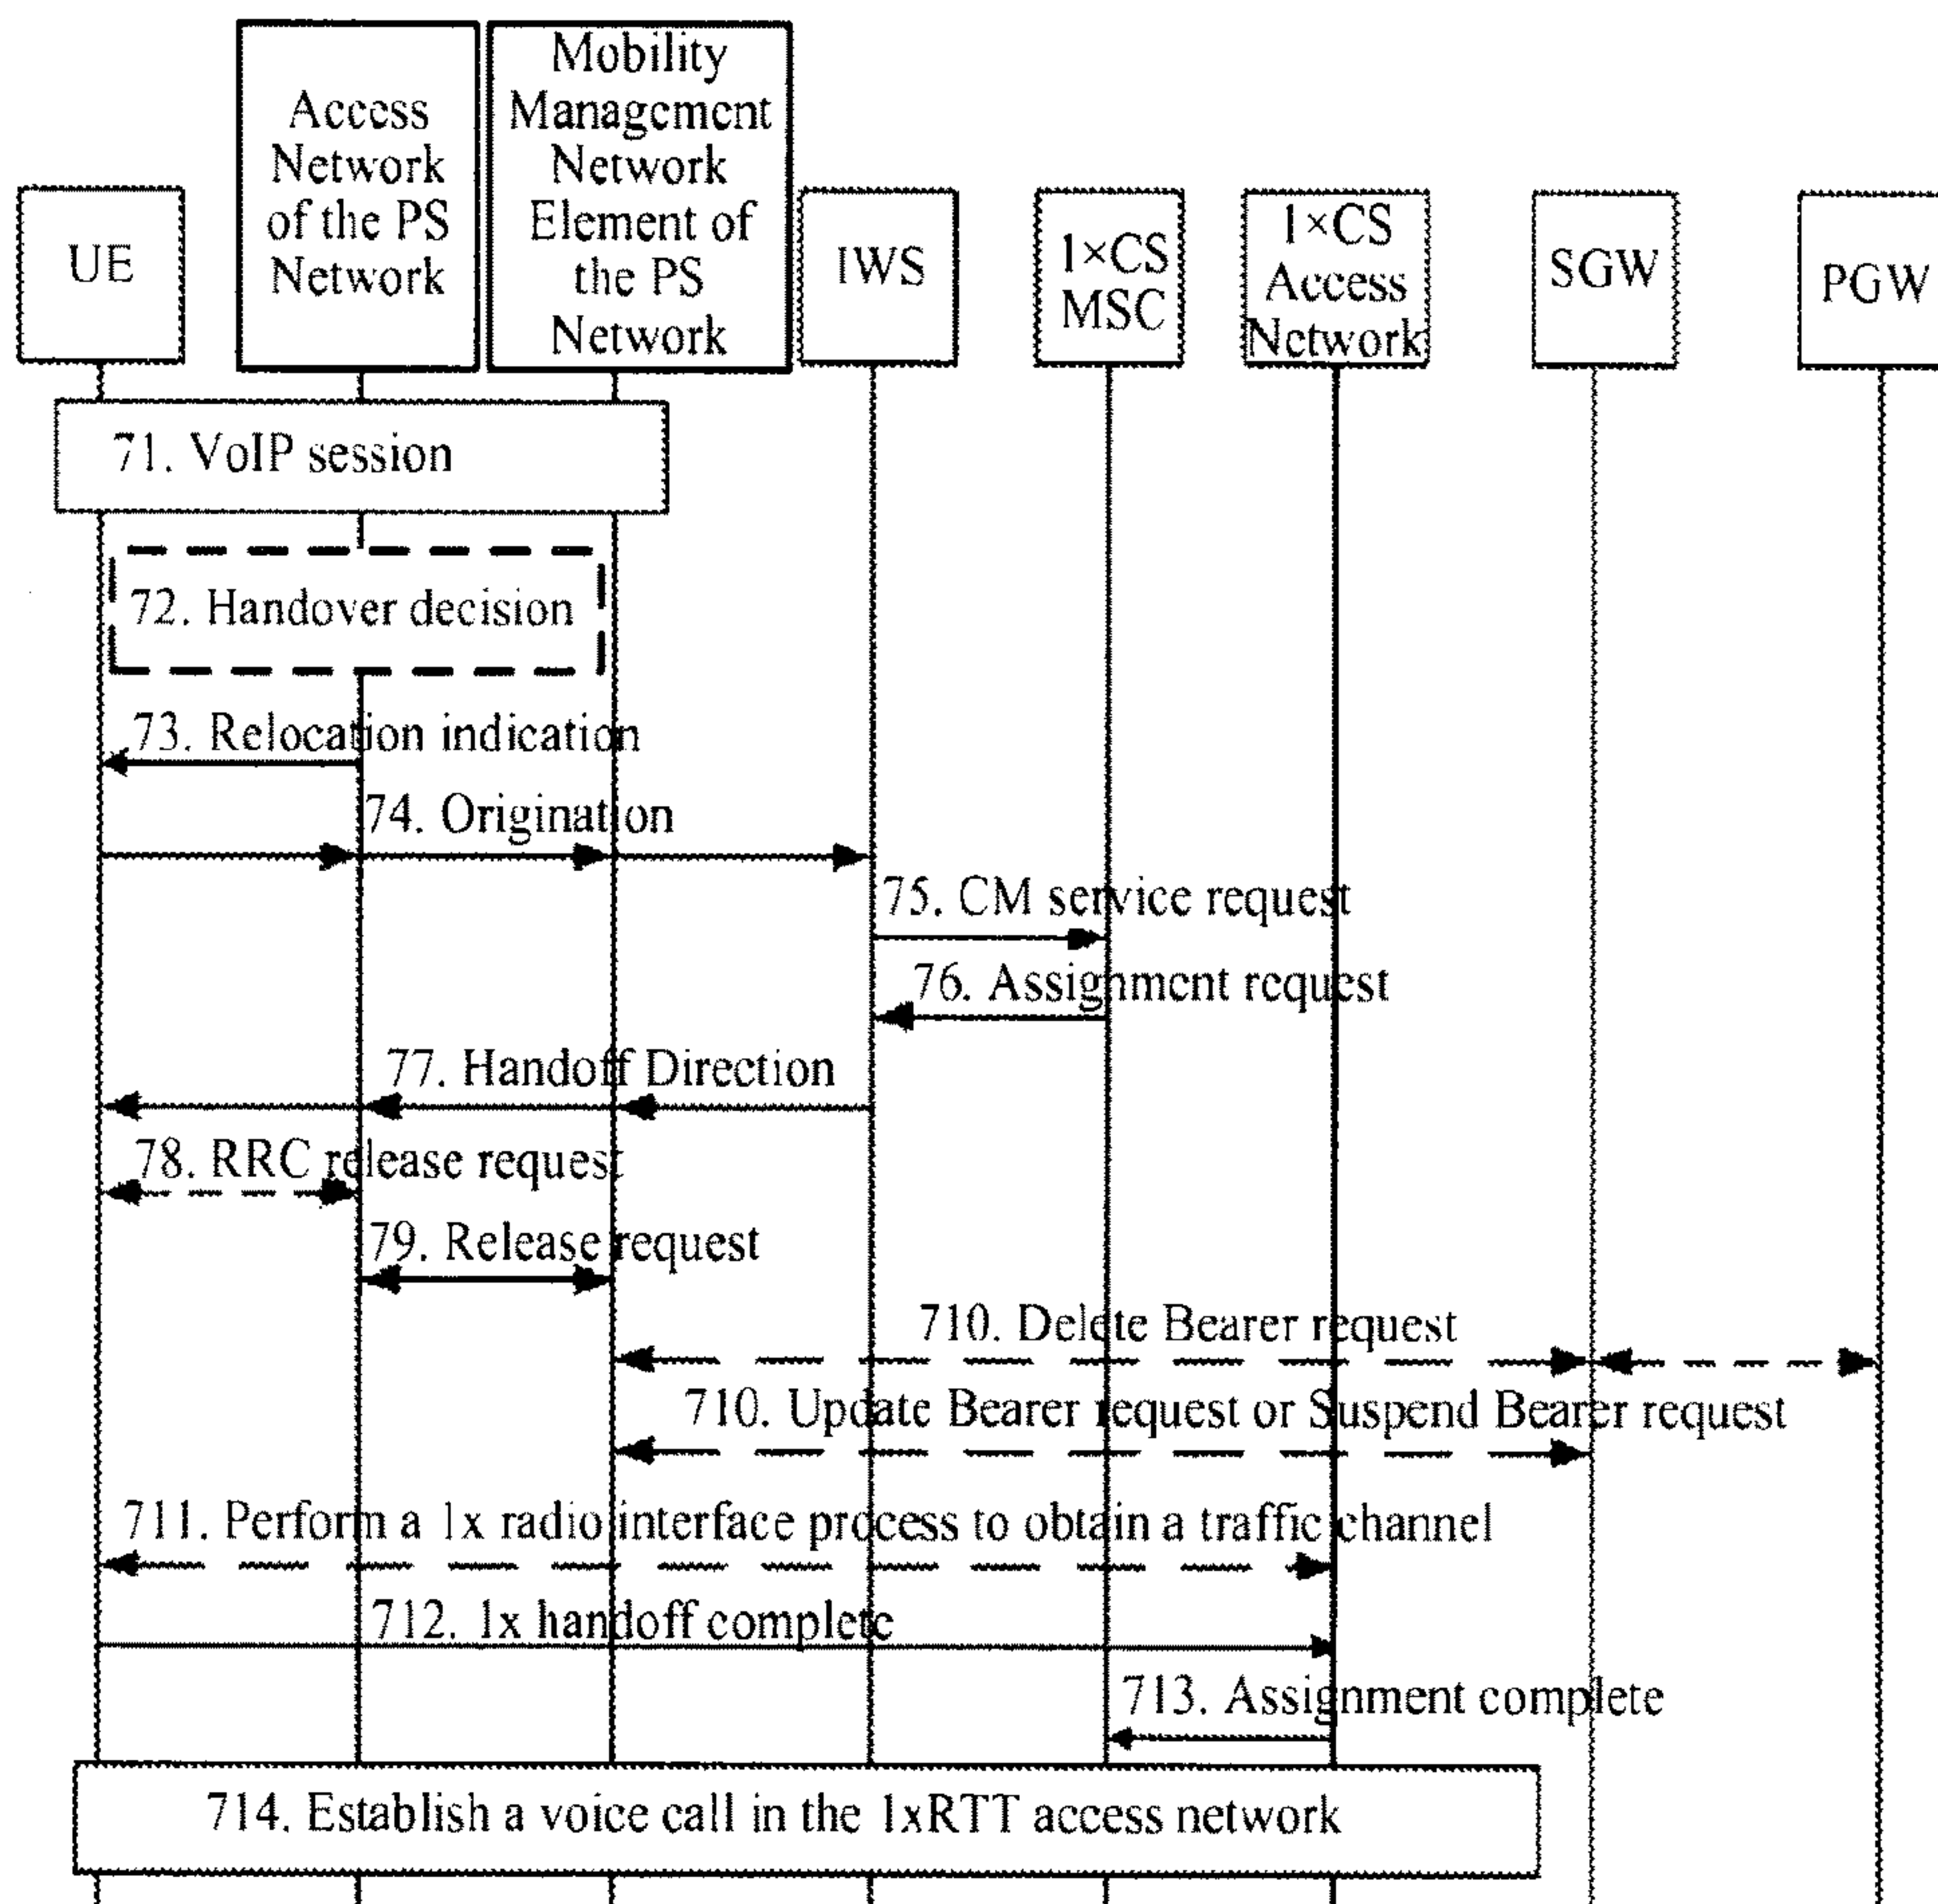 UE
Access
Network
of the PS
Network
Mobility
Management
Network
Element of
the PS
Network
IWS
1×CS
MSC
1×CS
Access
Network
SGW
PGW
71. VoIP session
72. Handover decision
73. Relocation indication
74. Origination
75. CM service request
76. Assignment request
77. Handoff Direction
78. RRC release request
79. Release request
710. Delete Bearer request
710. Update Bearer request or Suspend Bearer request
711. Perform a 1x radio interface process to obtain a traffic channel
712. 1x handoff complete
713. Assignment complete
714. Establish a voice call in the 1xRTT access network